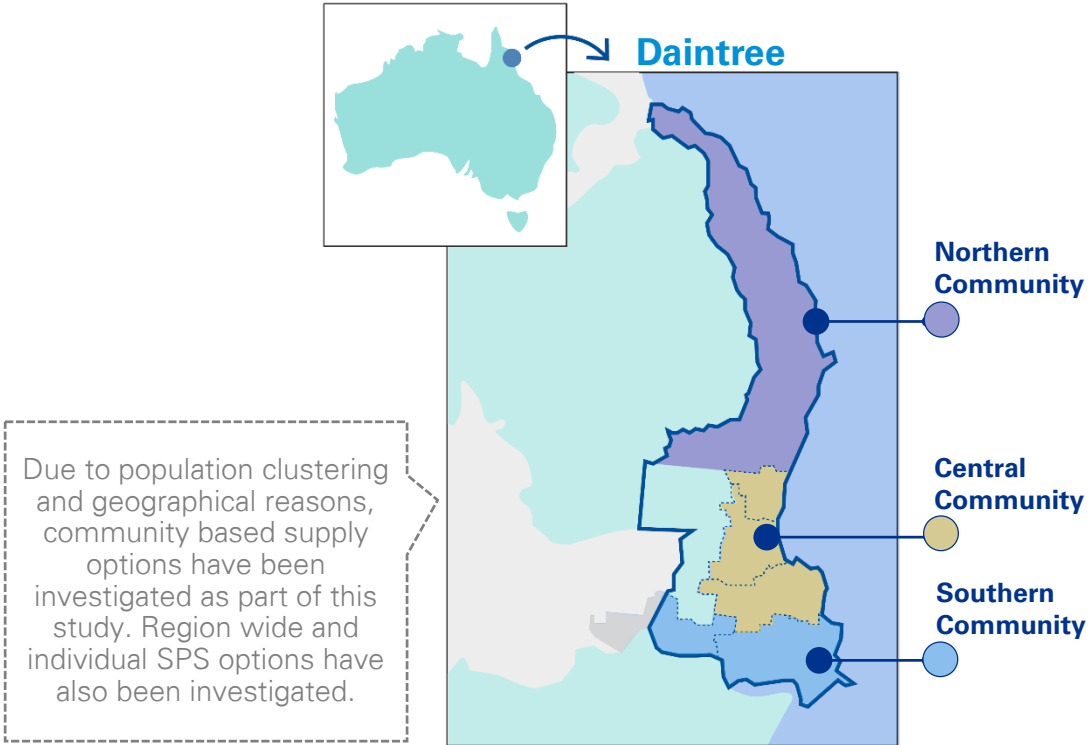 Daintree
Northern
Community
Due to population clustering
and geographical reasons,
community based supply
options have been
investigated as part of this
study. Region wide and
individual SPS options have
also been investigated.
Central
Community
Southern
Community